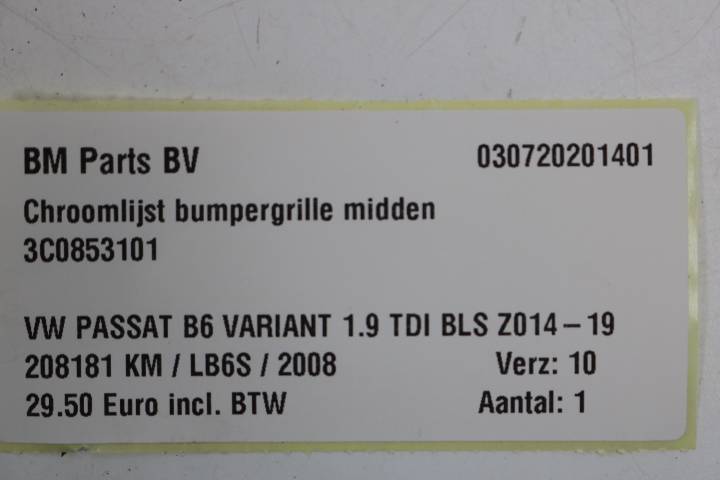 BM Parts BV 030720201401
Chroomlijst bumpergrille midden
3C0853101
VW PASSAT B6 VARIANT 1.9 TDI BLS Z014-19
208181 KM / LB6S / 2008 Verz: 10
29.50 Euro incl. BTW Aantal: 1